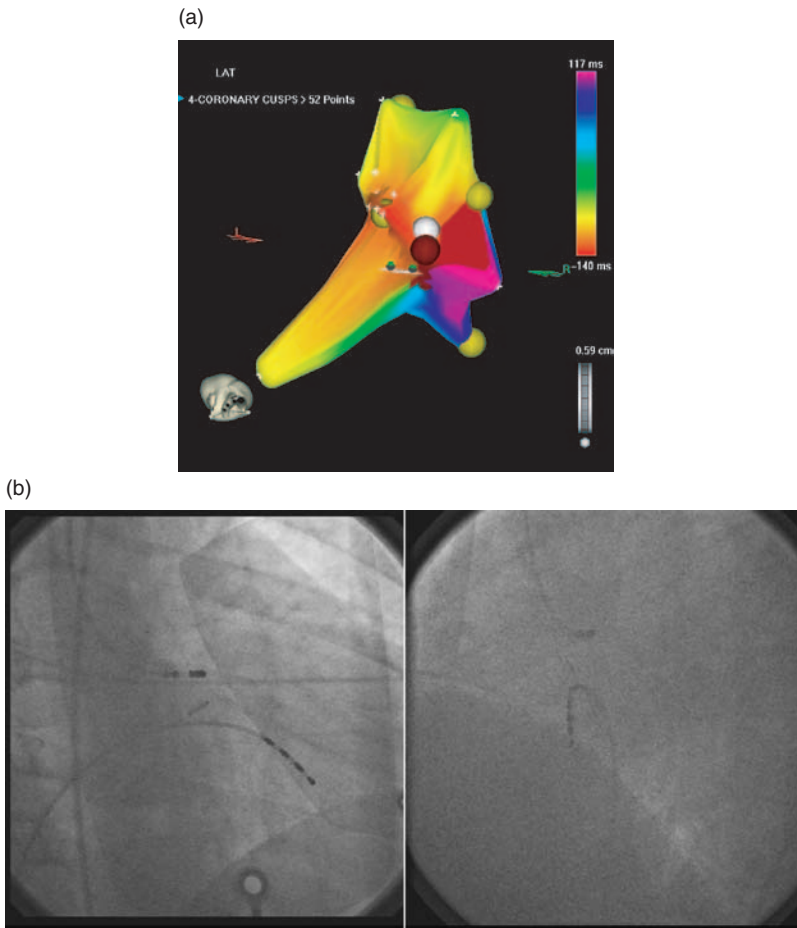 (a)
LAT
117 ms
4-CORONARY CUSPS > 52 Points
R
-140 ms
0.59 cm
(b)